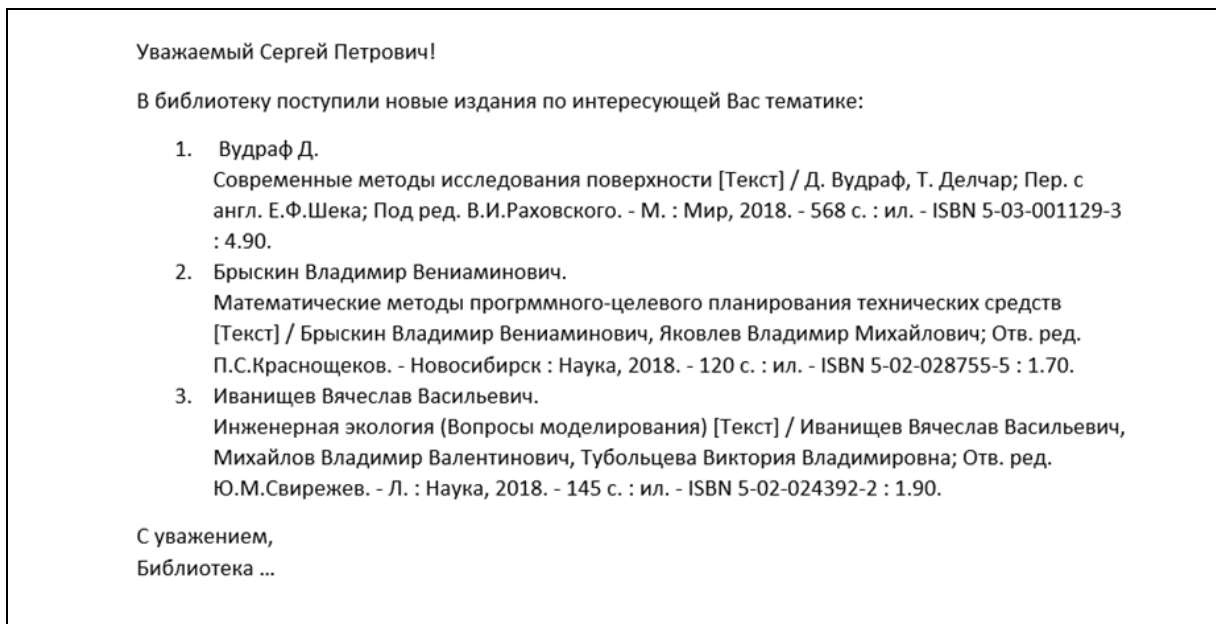 Уважаемый Сергей Петрович!
В библиотеку поступили новые издания по интересующей Вас тематике:
1. Вудраф Д.
Современные методы исследования поверхности [Текст] / Д. Вудраф, Т. Делчар; Пер. с
англ. Е.Ф.Шека; Под ред. В.И.Раховского. - М. : Мир, 2018. - 568 с. : ил. - ISBN 5-03-001129-3
: 4.90.
2. Брыскин Владимир Вениаминович.
Математические методы прогрммного-целевого планирования технических средств
[Текст] / Брыскин Владимир Вениаминович, Яковлев Владимир Михайлович; Отв. ред.
П.С.Краснощеков. - Новосибирск : Наука, 2018. - 120 с. : ил. - ISBN 5-02-028755-5 : 1.70.
3. Иванищев Вячеслав Васильевич.
Инженерная экология (Вопросы моделирования) [Текст] / Иванищев Вячеслав Васильевич,
Михайлов Владимир Валентинович, Тубольцева Виктория Владимировна; Отв. ред.
Ю.М.Свирежев. - Л. : Наука, 2018. - 145 с. : ил. - ISBN 5-02-024392-2 : 1.90.
С уважением,
Библиотека ...